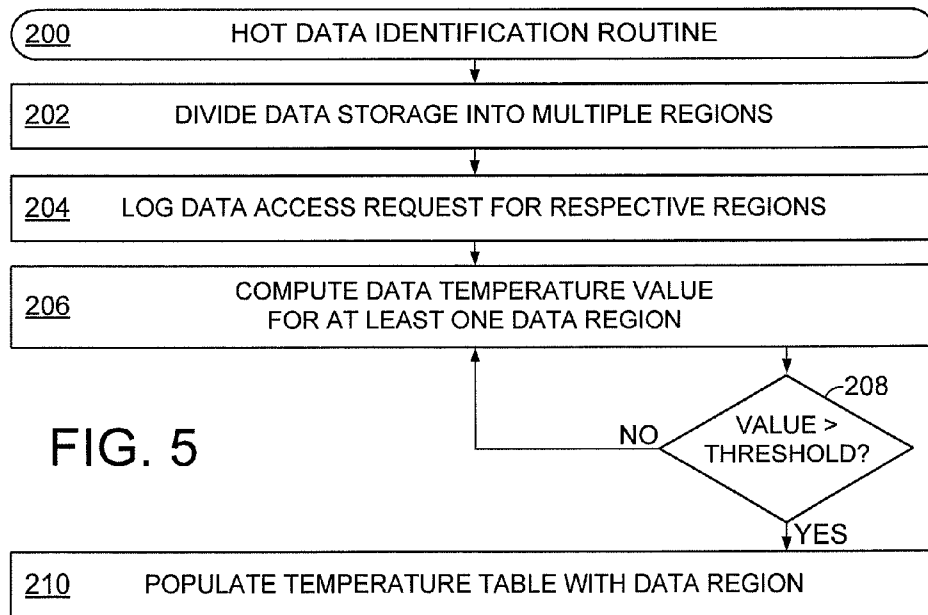 200 HOT DATA IDENTIFICATION ROUTINE
202 DIVIDE DATA STORAGE INTO MULTIPLE REGIONS
204 LOG DATA ACCESS REQUEST FOR RESPECTIVE REGIONS
206 COMPUTE DATA TEMPERATURE VALUE
FOR AT LEAST ONE DATA REGION
208
VALUE >
THRESHOLD?
NO
YES
FIG. 5
210 POPULATE TEMPERATURE TABLE WITH DATA REGION